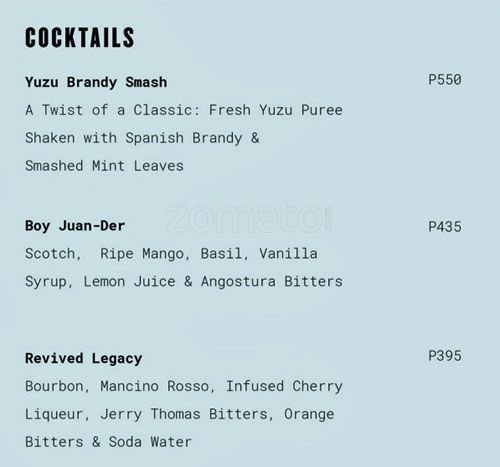 COCKTAILS
Yuzu Brandy Smash P550
A Twist of a Classic: Fresh Yuzu Puree
Shaken with Spanish Brandy &
Smashed Mint Leaves
zomato.com
Boy Juan-Der P435
Scotch,  Ripe Mango, Basil, Vanilla
Syrup, Lemon Juice & Angostura Bitters
Revived Legacy P395
Bourbon, Mancino Rosso, Infused Cherry
Liqueur, Jerry Thomas Bitters, Orange
Bitters & Soda Water